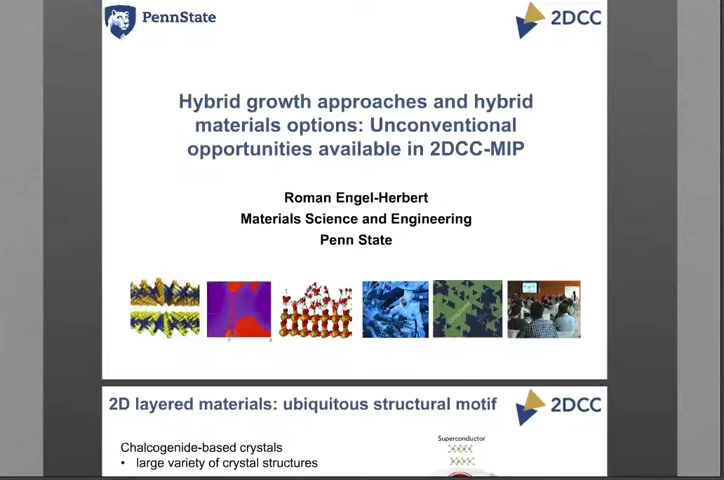 PennState
2DCC
Hybrid growth approaches and hybrid
materials options: Unconventional
opportunities available in 2DCC-MIP
Roman Engel-Herbert
Materials Science and Engineering
Penn State
2D layered materials: ubiquitous structural motif
2DCC
Superconductor
Chalcogenide-based crystals
• large variety of crystal structures